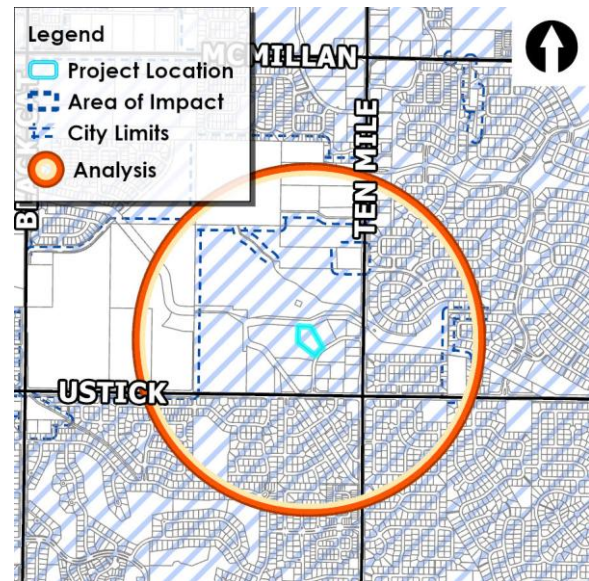 Legend
Project Location
Area of Impact
City Limits
Analysis
MCMILLAN
TEN MILE
USTICK